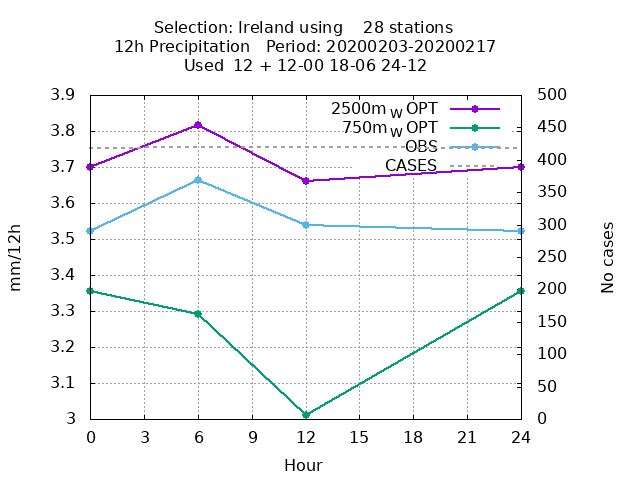 Selection: Ireland using    28 stations
12h Precipitation   Period: 20200203-20200217
Used  12 + 12-00 18-06 24-12
2500m W OPT
750m W OPT
OBS
CASES
3.9
3.8
3.7
3.6
3.5
3.4
3.3
3.2
3.1
3
500
450
400
350
300
250
200
150
100
50
0
mm/12h
No cases
0 3 6 9 12 15 18 21 24
Hour